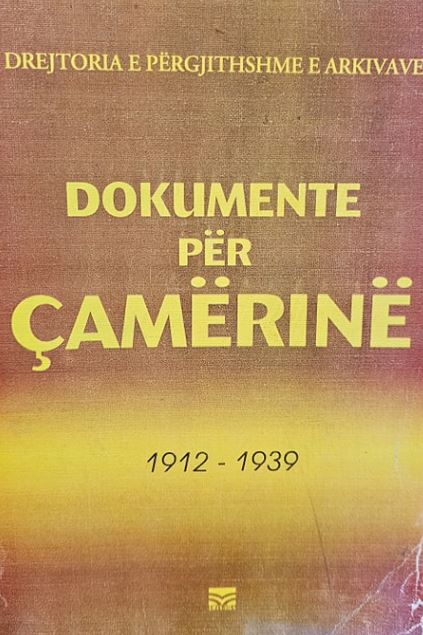 DREJTORIA E PËRGJITHSHME E ARKIVAVE
DOKUMENTE
PËR
ÇAMËRINË
1912 - 1939